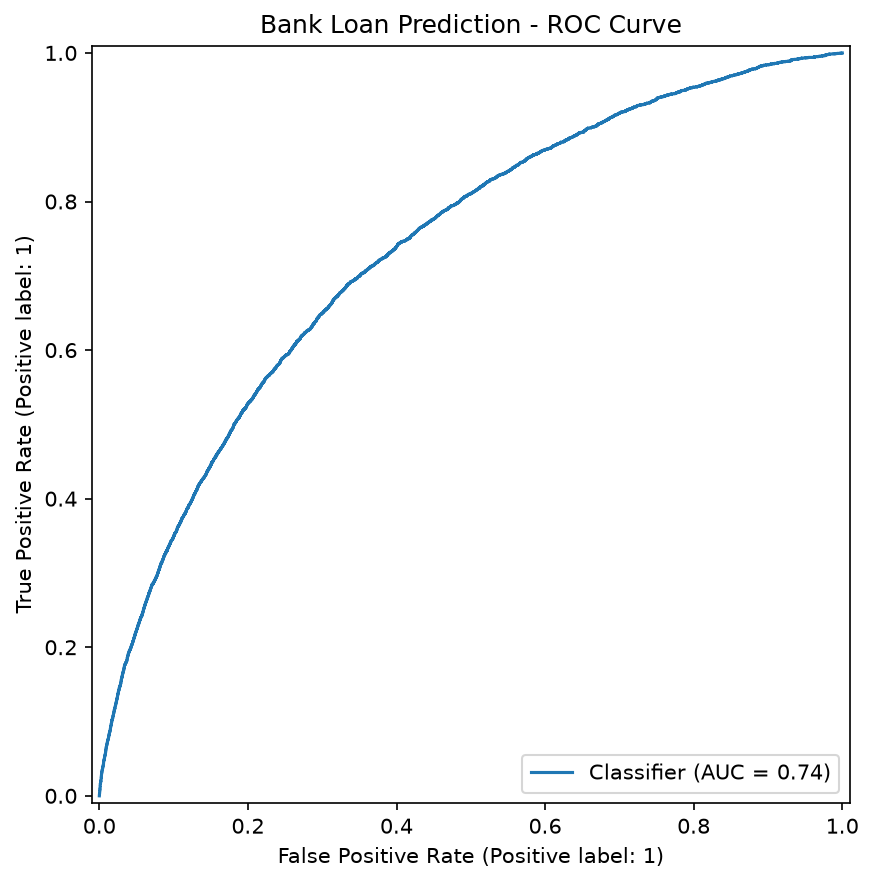 Bank Loan Prediction - ROC Curve
1.0
0.8
0.6
0.4
0.2
0.0
True Positive Rate (Positive label: 1)
Classifier (AUC = 0.74)
0.0 0.2 0.4 0.6 0.8 1.0
False Positive Rate (Positive label: 1)